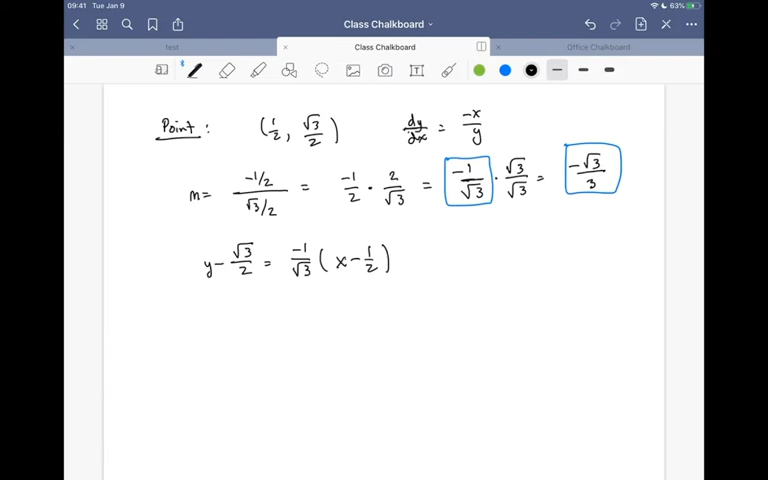 09:41 Tue Jan 9 63%
Class Chalkboard
test Class Chalkboard Office Chalkboard
Point: (1/2, √3/2) dy/dx = -x/y
m = (-1/2)/(√3/2) = -1/2 · 2/√3 = -1/√3 · √3/√3 = -√3/3
y - √3/2 = -1/√3 (x - 1/2)